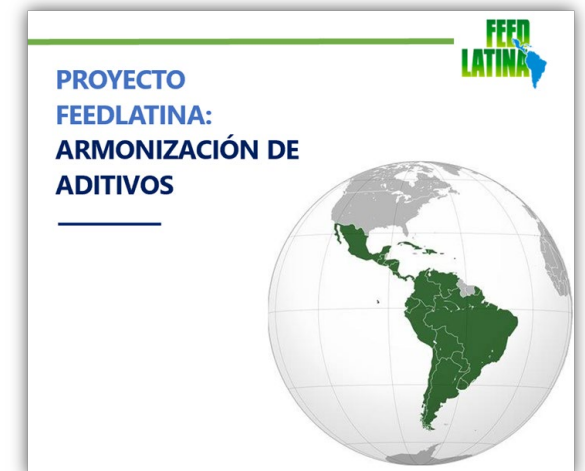 FEED
LATINA
PROYECTO
FEEDLATINA:
ARMONIZACIÓN DE
ADITIVOS